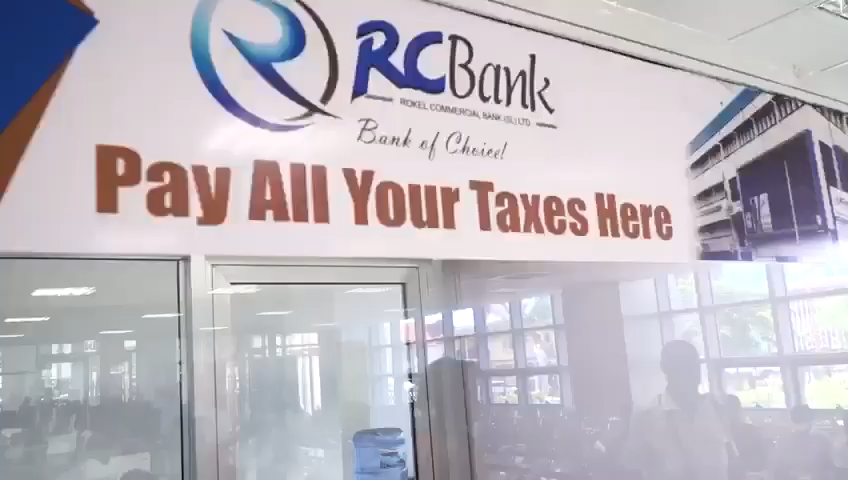 RCBank
ROKEL COMMERCIAL BANK (SL) LTD
Bank of Choice!
Pay All Your Taxes Here